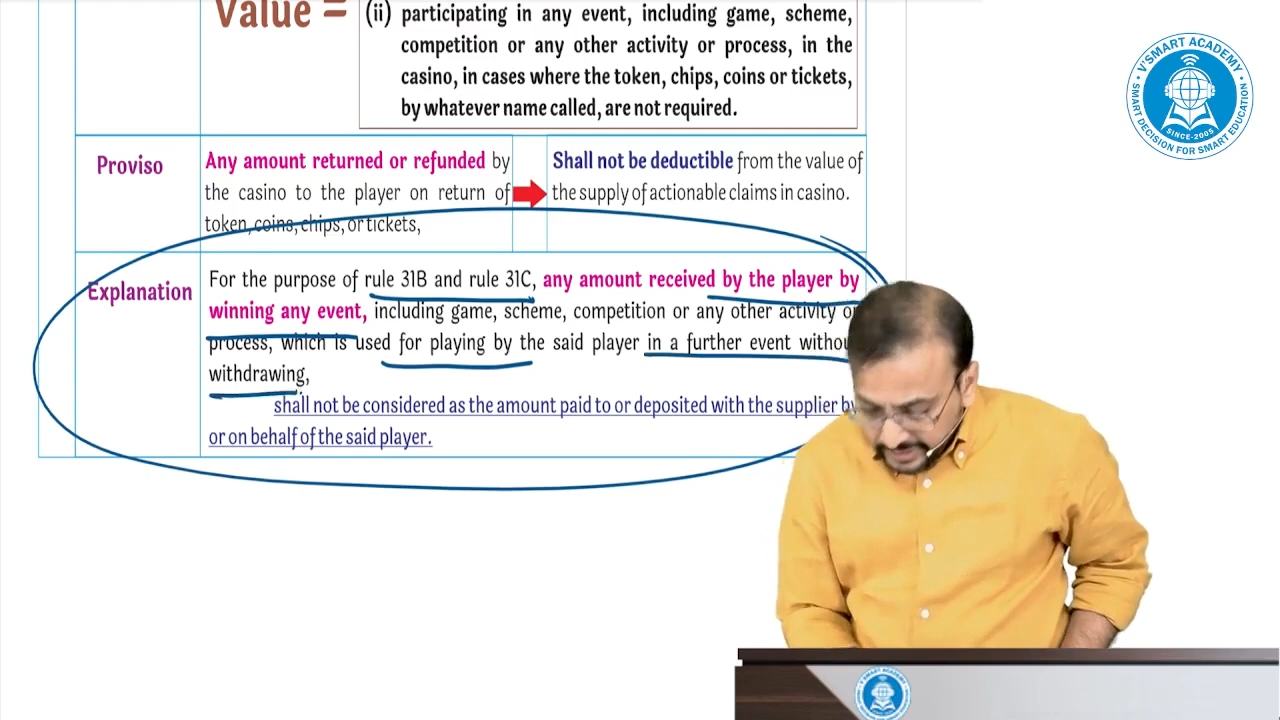 Value =
(ii) participating in any event, including game, scheme,
competition or any other activity or process, in the
casino, in cases where the token, chips, coins or tickets,
by whatever name called, are not required.
Proviso
Any amount returned or refunded by
the casino to the player on return of
token, coins, chips, or tickets,
Shall not be deductible from the value of
the supply of actionable claims in casino.
Explanation
For the purpose of rule 31B and rule 31C, any amount received by the player by
winning any event, including game, scheme, competition or any other activity or
process, which is used for playing by the said player in a further event without
withdrawing,
shall not be considered as the amount paid to or deposited with the supplier by
or on behalf of the said player.
V'SMART ACADEMY
SMART DECISION FOR SMART EDUCATION
SINCE-2005